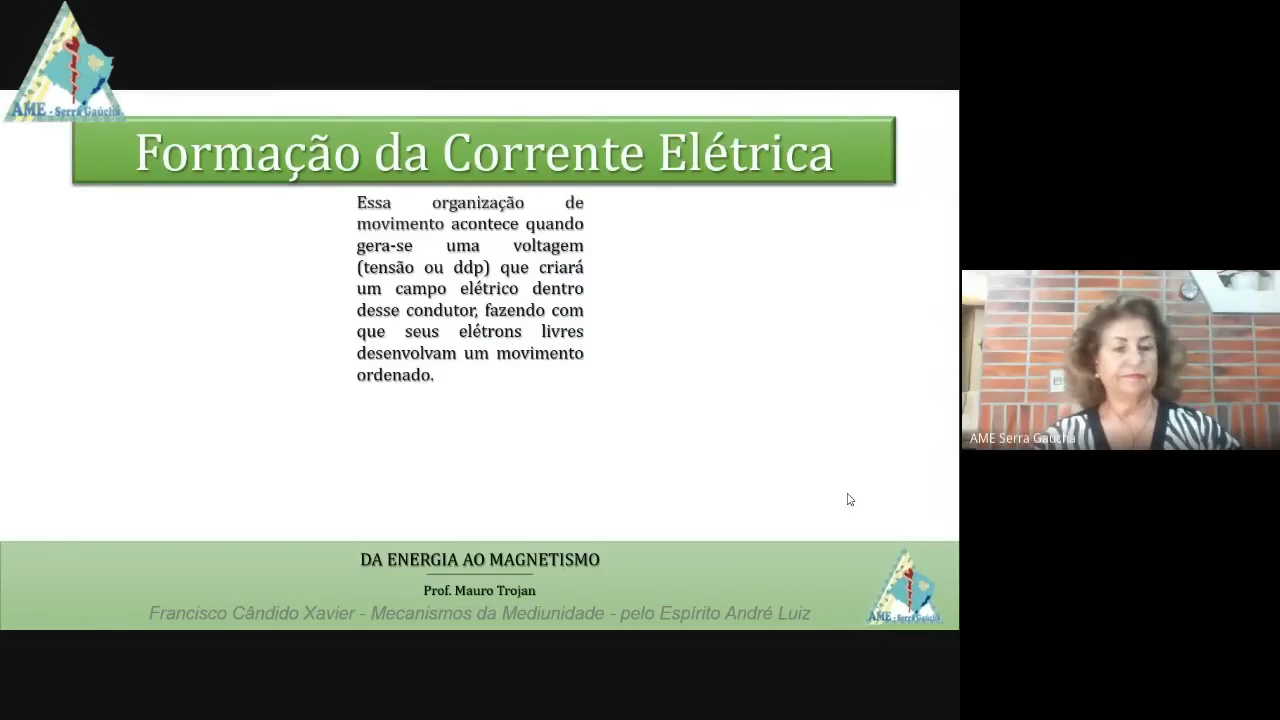 AME - Serra Gaúcha
Formação da Corrente Elétrica
Essa organização de
movimento acontece quando
gera-se uma voltagem
(tensão ou ddp) que criará
um campo elétrico dentro
desse condutor, fazendo com
que seus elétrons livres
desenvolvam um movimento
ordenado.
AME Serra Gaúcha
DA ENERGIA AO MAGNETISMO
Prof. Mauro Trojan
Francisco Cândido Xavier - Mecanismos da Mediunidade - pelo Espírito André Luiz
AME - Serra Gaúcha